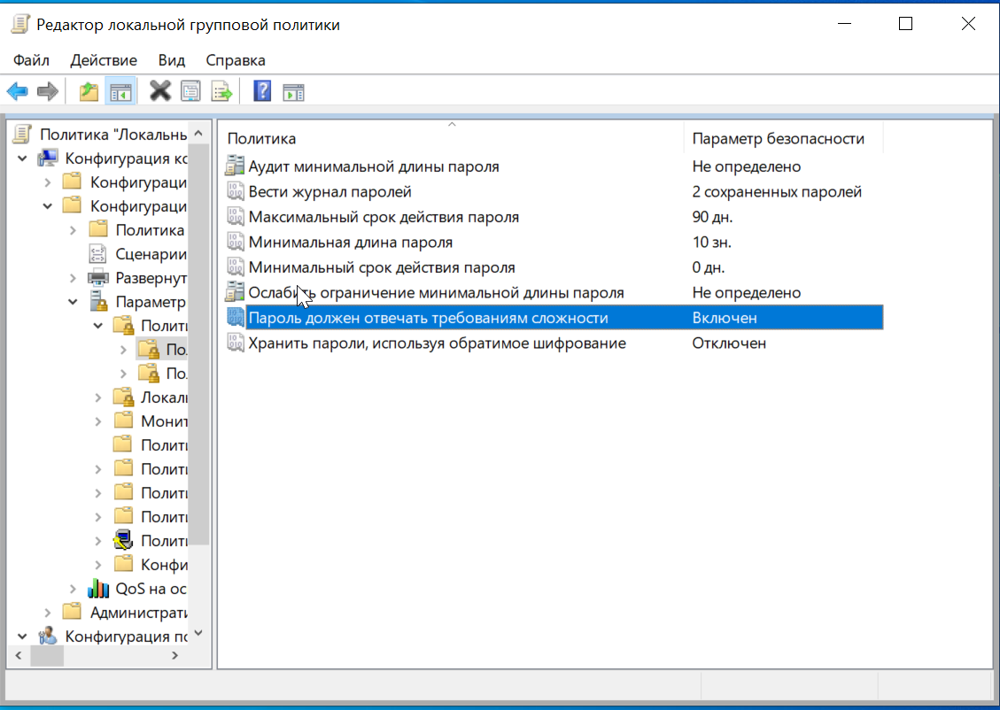 Редактор локальной групповой политики
Файл Действие Вид Справка
Политика "Локальнь
Конфигурация кс
Конфигураци
Конфигураци
Политика
Сценарии
Развернут
Параметр
Полити
По.
По.
Локалı
Монит
Полити
Полити
Полити
Полити
Полити
Конфи
QoS на ос
Администрати
Конфигурация по
Политика Параметр безопасности
Аудит минимальной длины пароля Не определено
Вести журнал паролей 2 сохраненных паролей
Максимальный срок действия пароля 90 дн.
Минимальная длина пароля 10 зн.
Минимальный срок действия пароля 0 дн.
Ослабить ограничение минимальной длины пароля Не определено
Пароль должен отвечать требованиям сложности Включен
Хранить пароли, используя обратимое шифрование Отключен